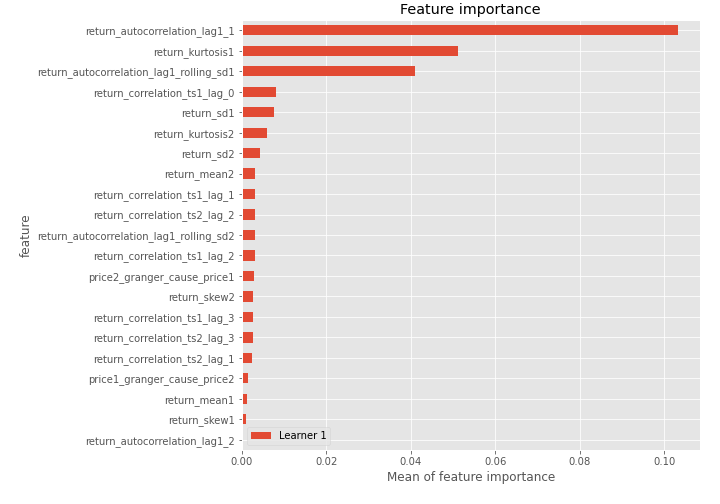 Feature importance
return_autocorrelation_lag1_1
return_kurtosis1
return_autocorrelation_lag1_rolling_sd1
return_correlation_ts1_lag_0
return_sd1
return_kurtosis2
return_sd2
return_mean2
return_correlation_ts1_lag_1
return_correlation_ts2_lag_2
return_autocorrelation_lag1_rolling_sd2
return_correlation_ts1_lag_2
price2_granger_cause_price1
return_skew2
return_correlation_ts1_lag_3
return_correlation_ts2_lag_3
return_correlation_ts2_lag_1
price1_granger_cause_price2
return_mean1
return_skew1
return_autocorrelation_lag1_2
feature
Learner 1
0.00 0.02 0.04 0.06 0.08 0.10
Mean of feature importance